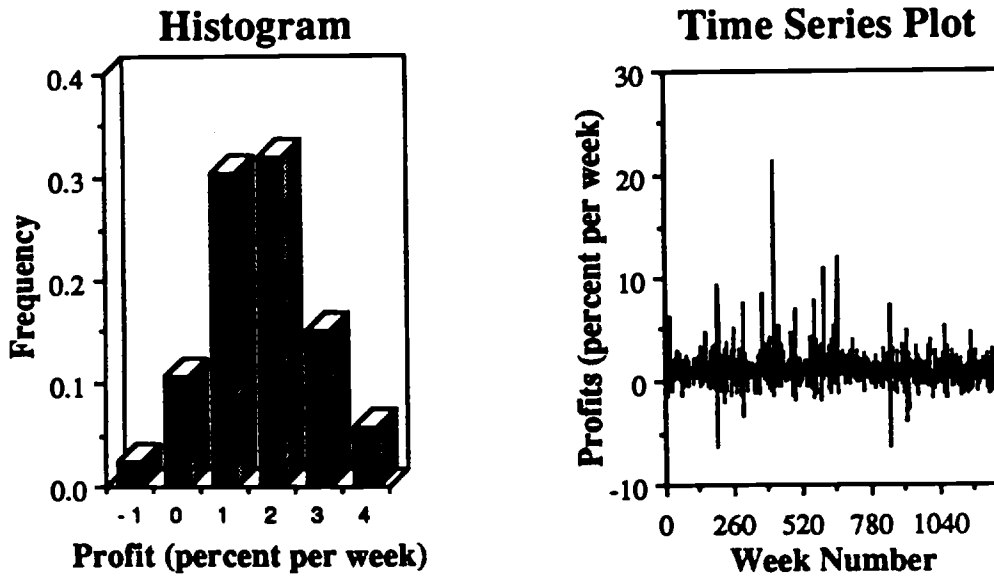 Histogram
Frequency
0.4
0.3
0.2
0.1
0.0
-1 0 1 2 3 4
Profit (percent per week)
Time Series Plot
Profits (percent per week)
30
20
10
0
-10
0 260 520 780 1040
Week Number